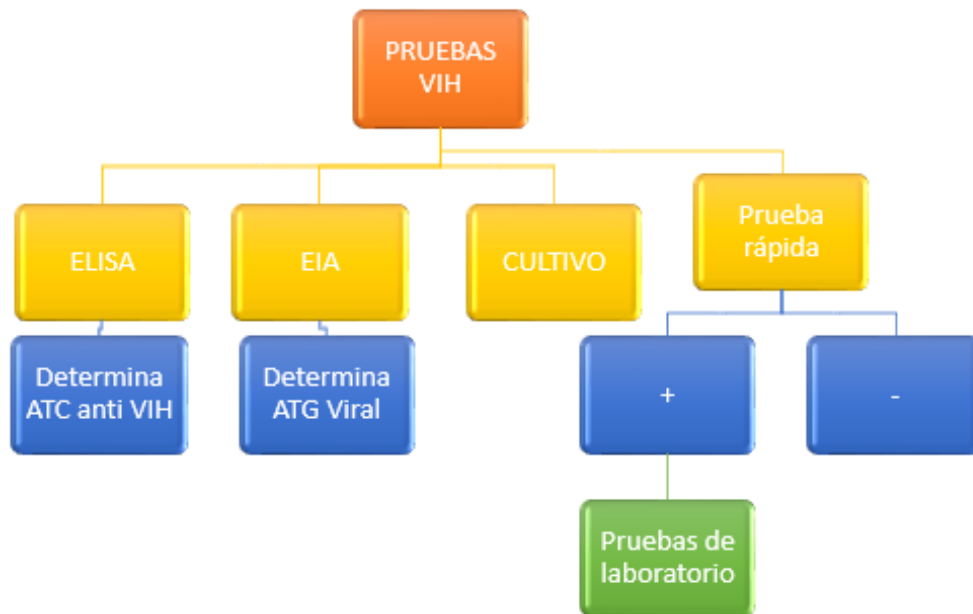 PRUEBAS
VIH
ELISA
EIA
CULTIVO
Prueba
rápida
Determina
ATC anti VIH
Determina
ATG Viral
+
-
Pruebas de
laboratorio